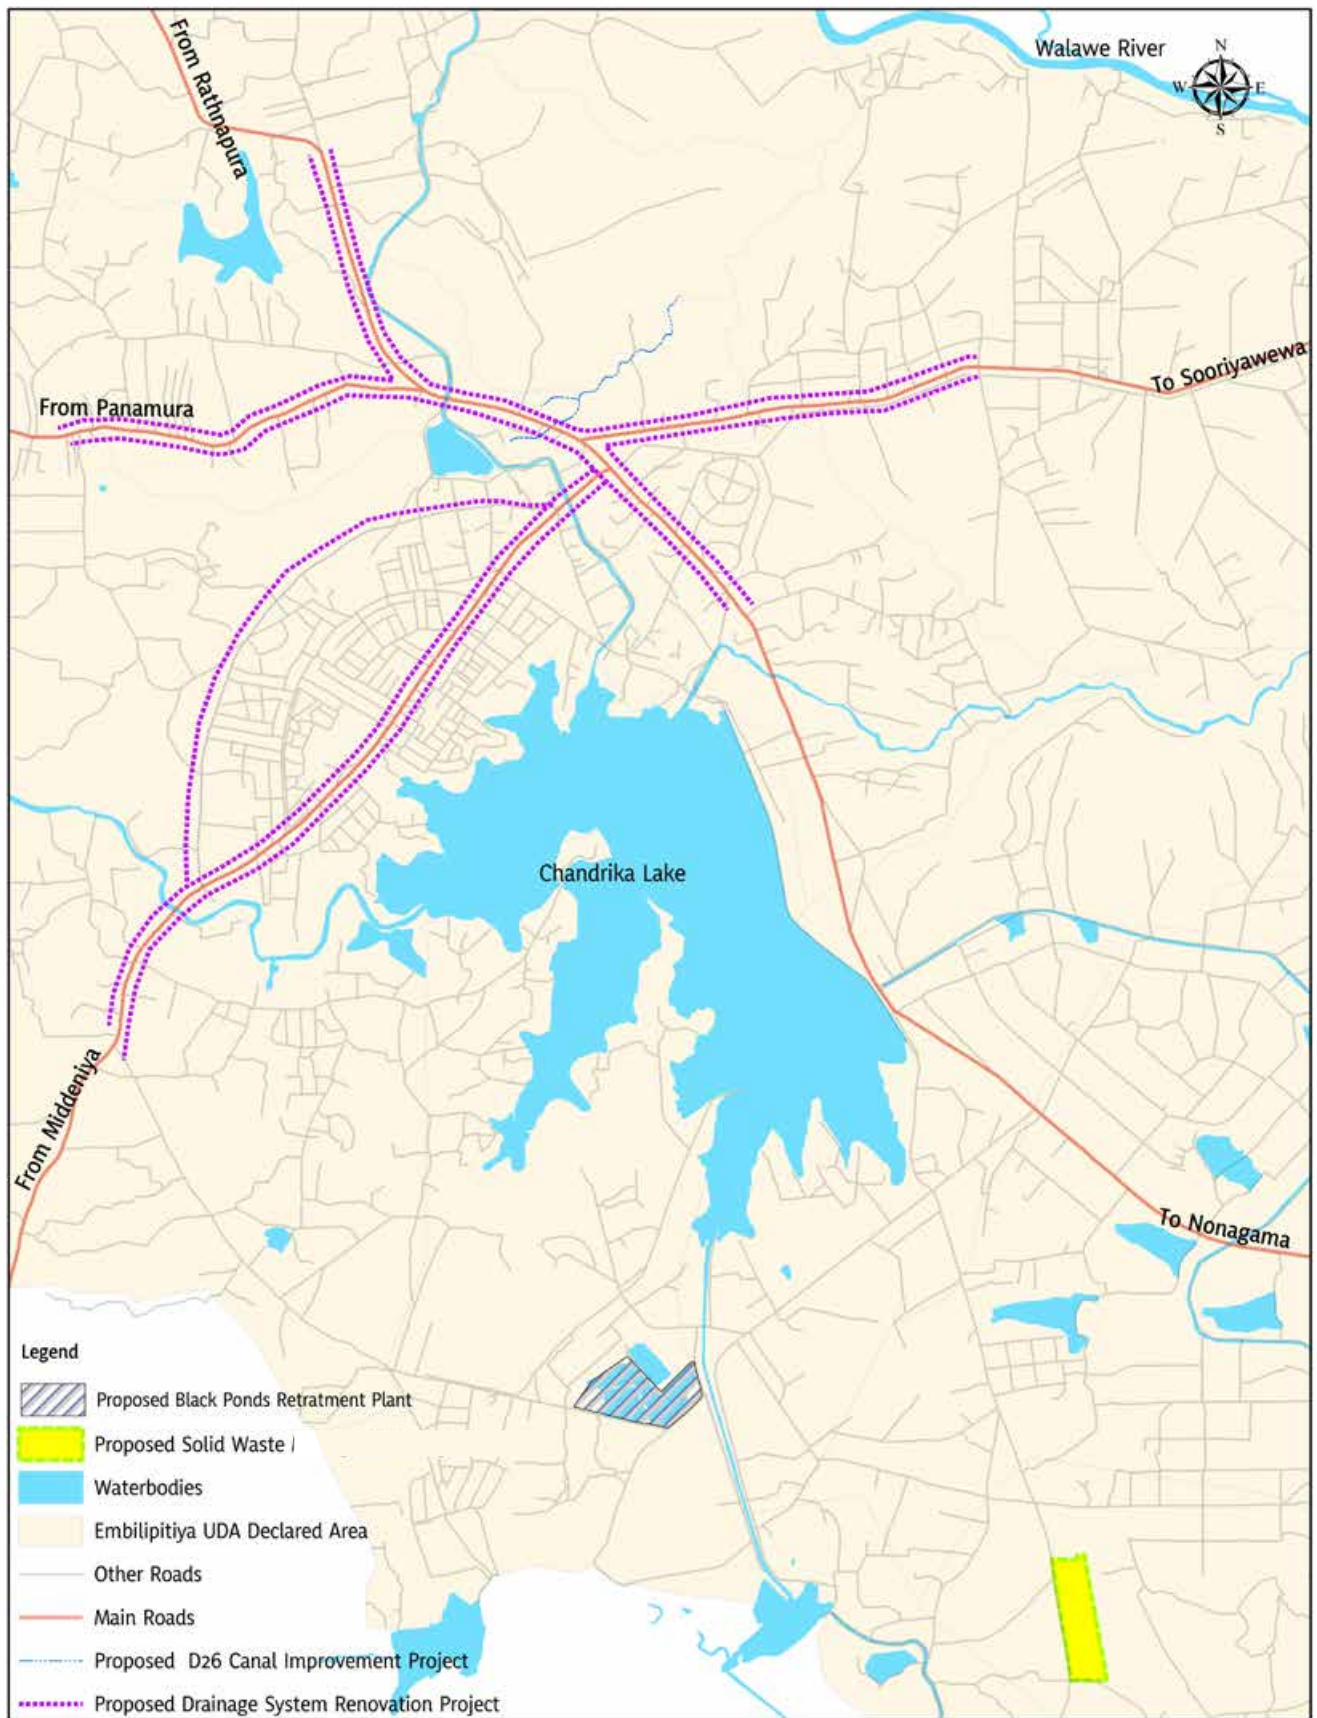 Walawe River
N
W E
S
From Rathnapura
To Sooriyawewa
From Panamura
Chandrika Lake
From Middeniya
To Nonagama
Legend
Proposed Black Ponds Retratment Plant
Proposed Solid Waste
Waterbodies
Embilipitiya UDA Declared Area
Other Roads
Main Roads
Proposed D26 Canal Improvement Project
Proposed Drainage System Renovation Project